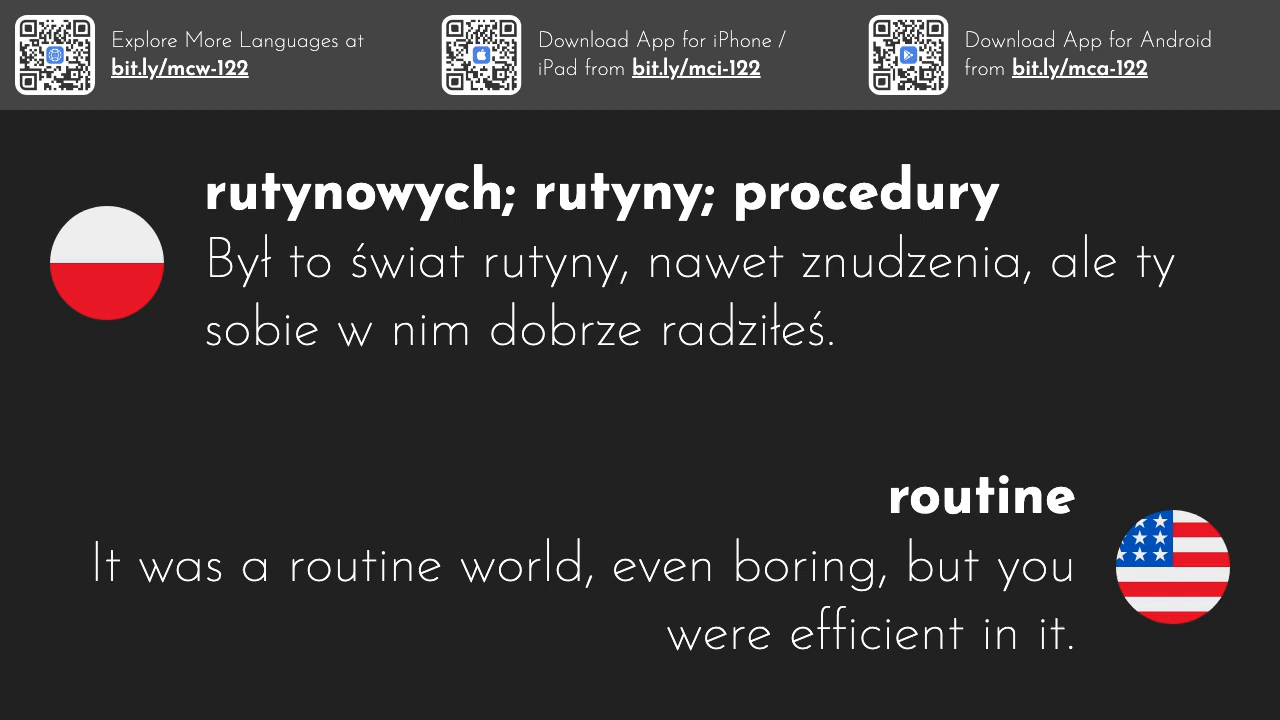 Explore More Languages at
bit.ly/mcw-122
Download App for iPhone /
iPad from bit.ly/mci-122
Download App for Android
from bit.ly/mca-122
rutynowych; rutyny; procedury
Był to świat rutyny, nawet znudzenia, ale ty
sobie w nim dobrze radziłeś.
routine
It was a routine world, even boring, but you
were efficient in it.